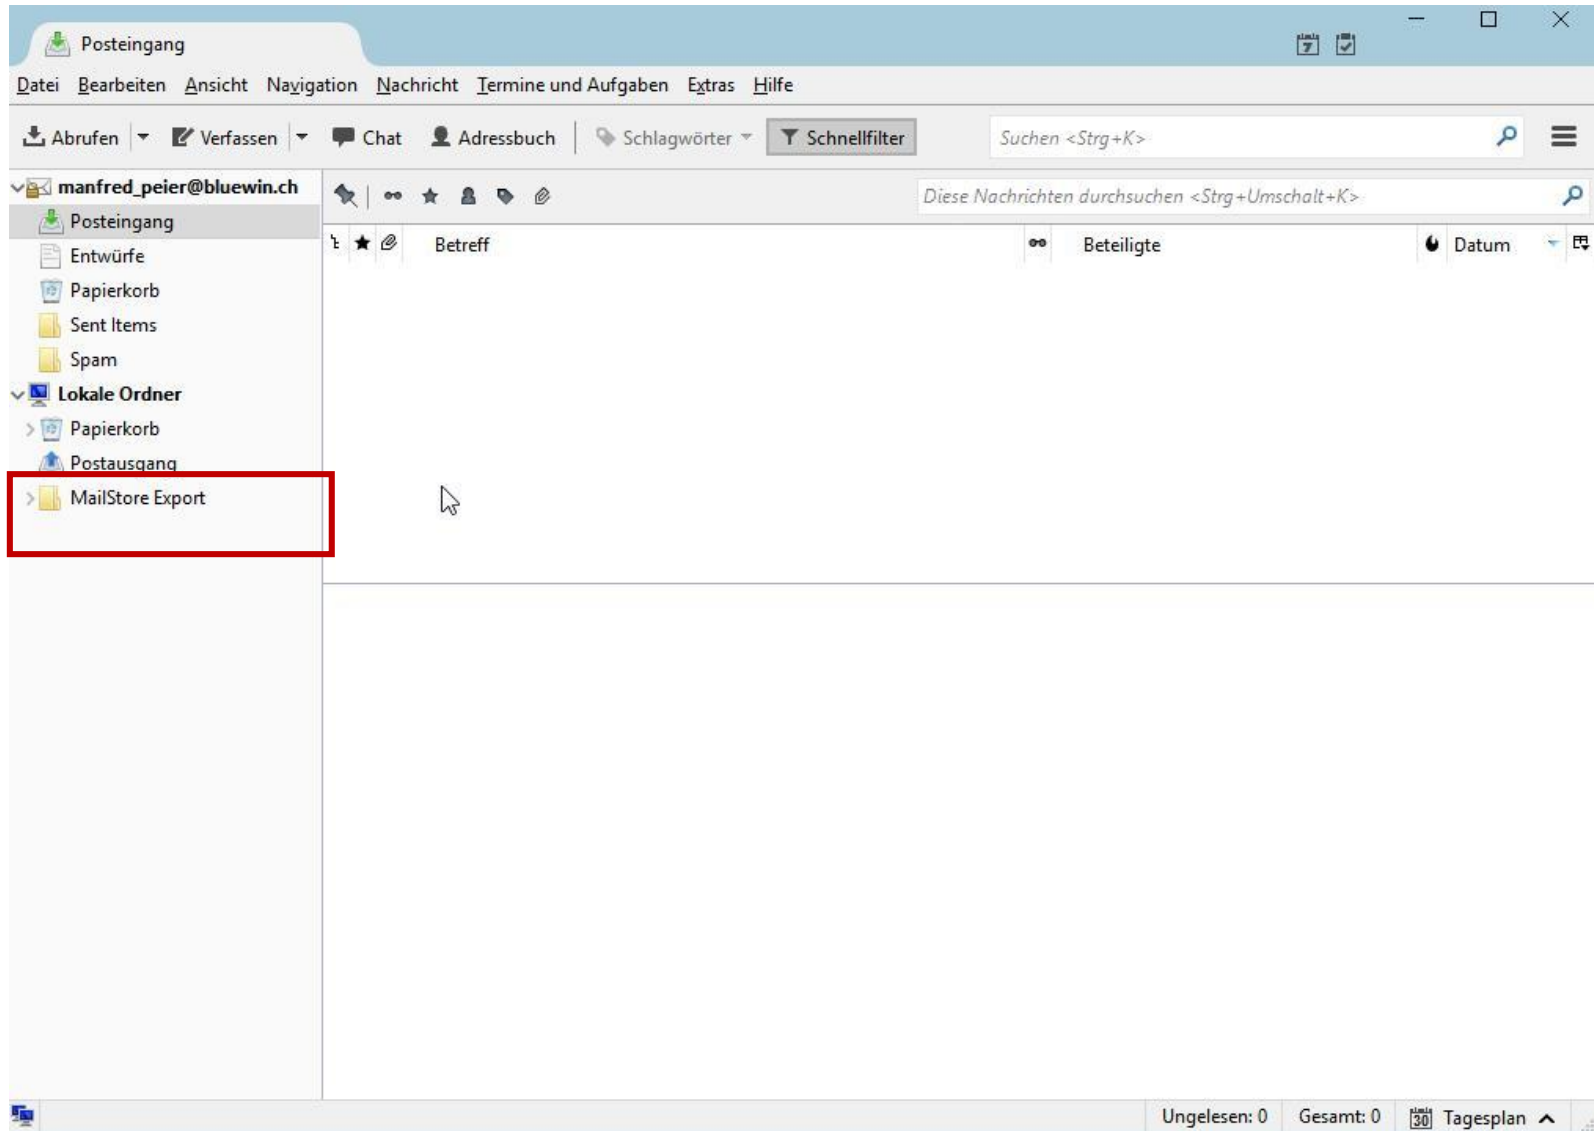 Posteingang
Datei Bearbeiten Ansicht Navigation Nachricht Termine und Aufgaben Extras Hilfe
Abrufen Verfassen Chat Adressbuch Schlagwörter Schnellfilter Suchen <Strg+K>
manfred_peier@bluewin.ch
Diese Nachrichten durchsuchen <Strg+Umschalt+K>
Posteingang
Betreff Beteiligte Datum
Entwürfe
Papierkorb
Sent Items
Spam
Lokale Ordner
Papierkorb
Postausgang
MailStore Export
Ungelesen: 0 Gesamt: 0 30 Tagesplan